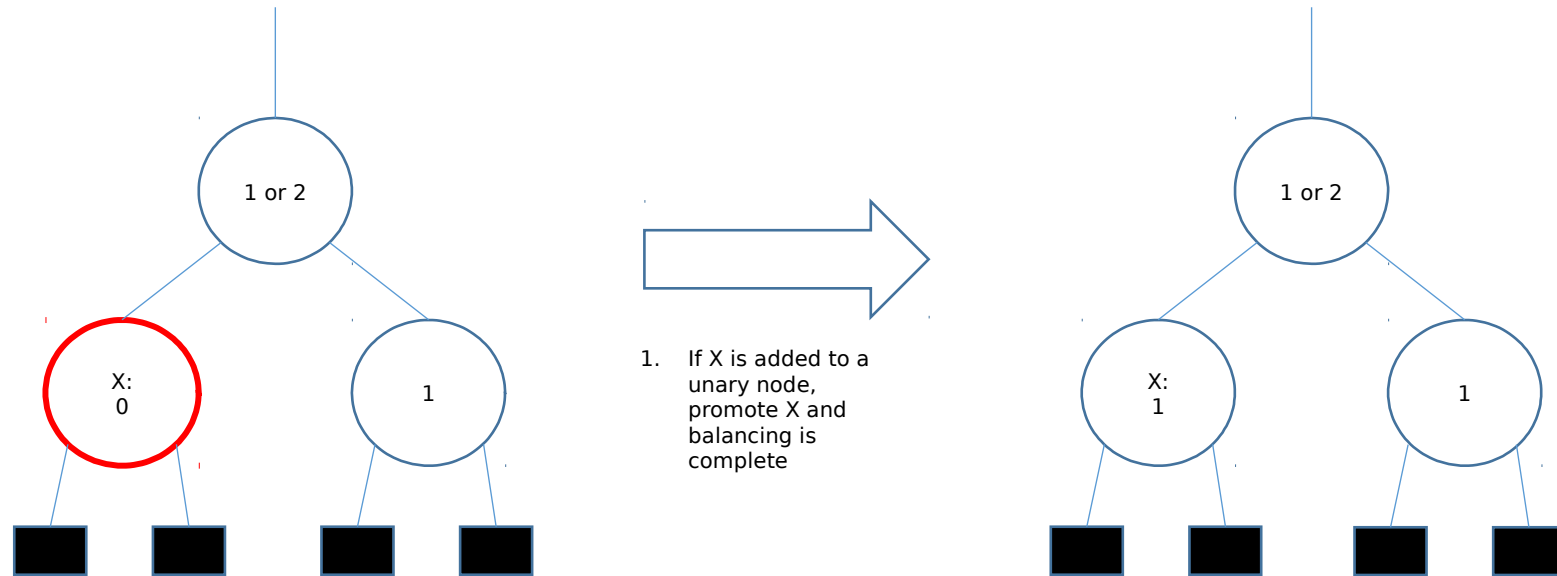 1 or 2
X:
0
1
1. If X is added to a
unary node,
promote X and
balancing is
complete
1 or 2
X:
1
1